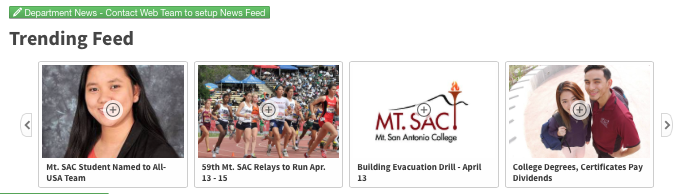 Department News - Contact Web Team to setup News Feed
Trending Feed
MT. SAC
Mt. San Antonio College
Mt. SAC Student Named to All-
USA Team
59th Mt. SAC Relays to Run Apr.
13 - 15
Building Evacuation Drill - April
13
College Degrees, Certificates Pay
Dividends